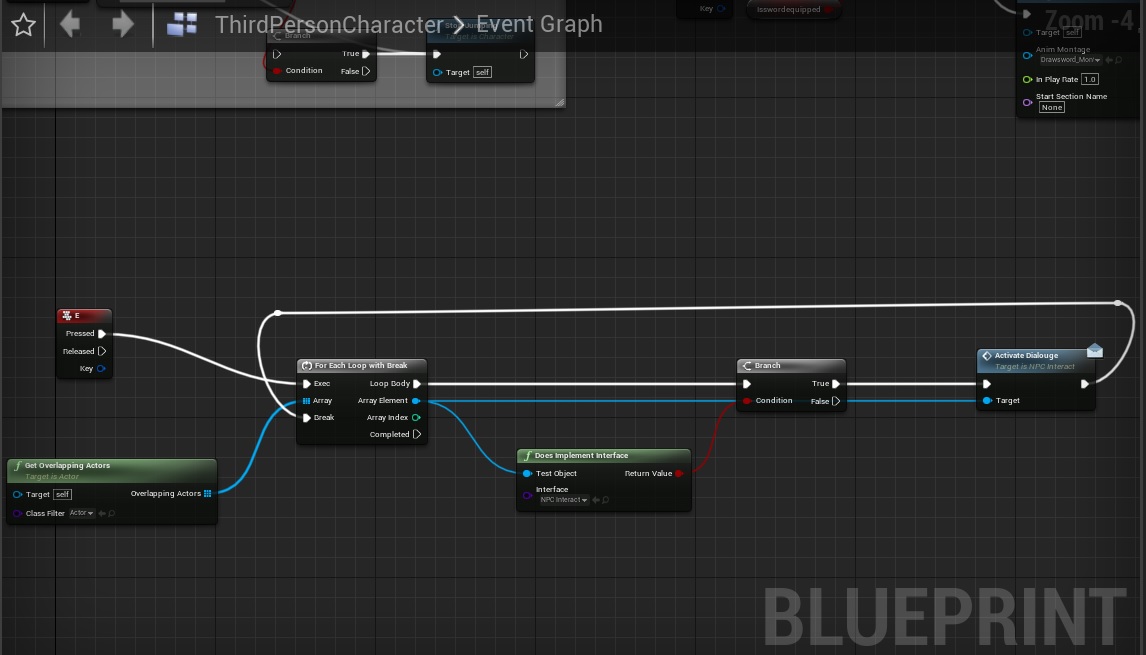 ThirdPersonCharacter > Event Graph
Zoom -4
Key
Isswordequipped
Branch
True
Condition
False
Target is Character
Target self
Target self
Anim Montage
In Play Rate 1.0
Start Section Name
None
E
Pressed
Released
Key
For Each Loop with Break
Exec
Loop Body
Array
Array Element
Break
Array Index
Completed
Branch
True
Condition
False
Activate Dialouge
Target is NPC Interact
Target
Get Overlapping Actors
Target is Actor
Target self
Overlapping Actors
Class Filter Actor
Does Implement Interface
Test Object
Return Value
Interface
NPC Interact
BLUEPRINT